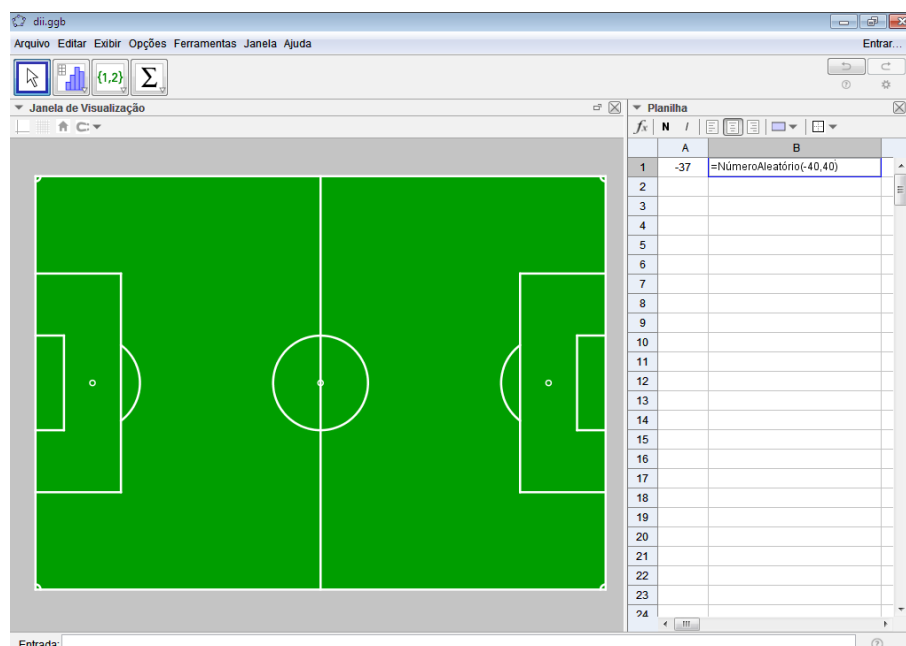 dii.ggb
Arquivo Editar Exibir Opções Ferramentas Janela Ajuda Entrar...
{1,2} Σ
Janela de Visualização
Planilha
fx N I
A B
1 -37 =NúmeroAleatório(-40,40)
2
3
4
5
6
7
8
9
10
11
12
13
14
15
16
17
18
19
20
21
22
23
24
Entrada: